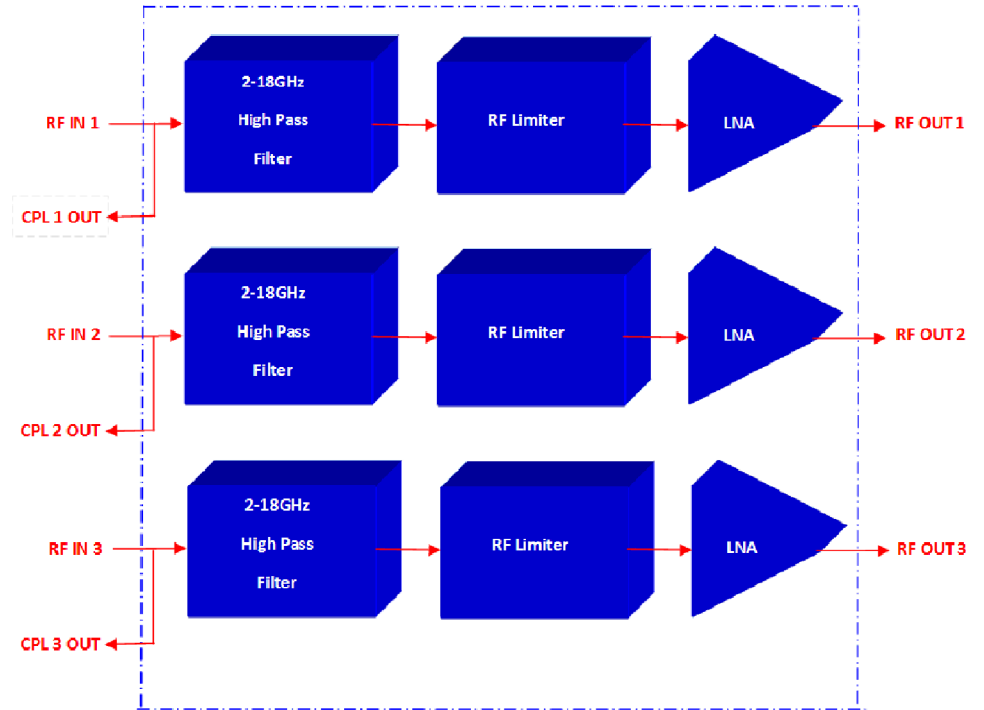 2-18GHz
High Pass
Filter
RF IN 1
RF Limiter
LNA
RF OUT 1
CPL 1 OUT
2-18GHz
High Pass
Filter
RF IN 2
RF Limiter
LNA
RF OUT 2
CPL 2 OUT
2-18GHz
High Pass
Filter
RF IN 3
RF Limiter
LNA
RF OUT 3
CPL 3 OUT